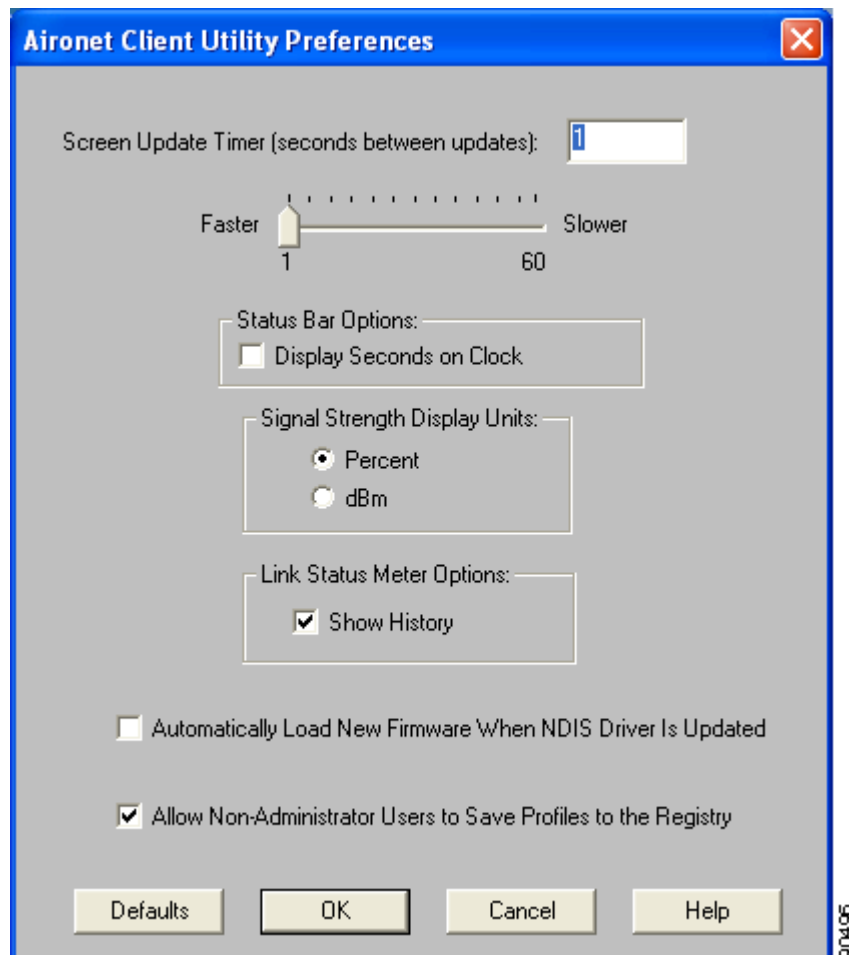 Aironet Client Utility Preferences
Screen Update Timer (seconds between updates): 1
Faster Slower
1 60
Status Bar Options:
Display Seconds on Clock
Signal Strength Display Units:
Percent
dBm
Link Status Meter Options:
Show History
Automatically Load New Firmware When NDIS Driver Is Updated
Allow Non-Administrator Users to Save Profiles to the Registry
Defaults OK Cancel Help